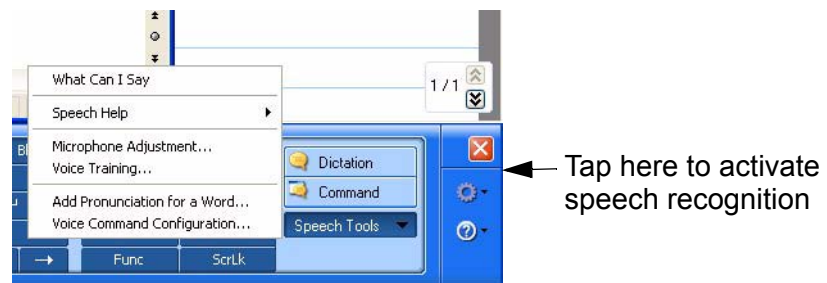 What Can I Say
1/1
Speech Help
Microphone Adjustment...
Voice Training...
Dictation
Tap here to activate
speech recognition
Command
Add Pronunciation for a Word...
Voice Command Configuration...
Speech Tools
Func
ScrLk